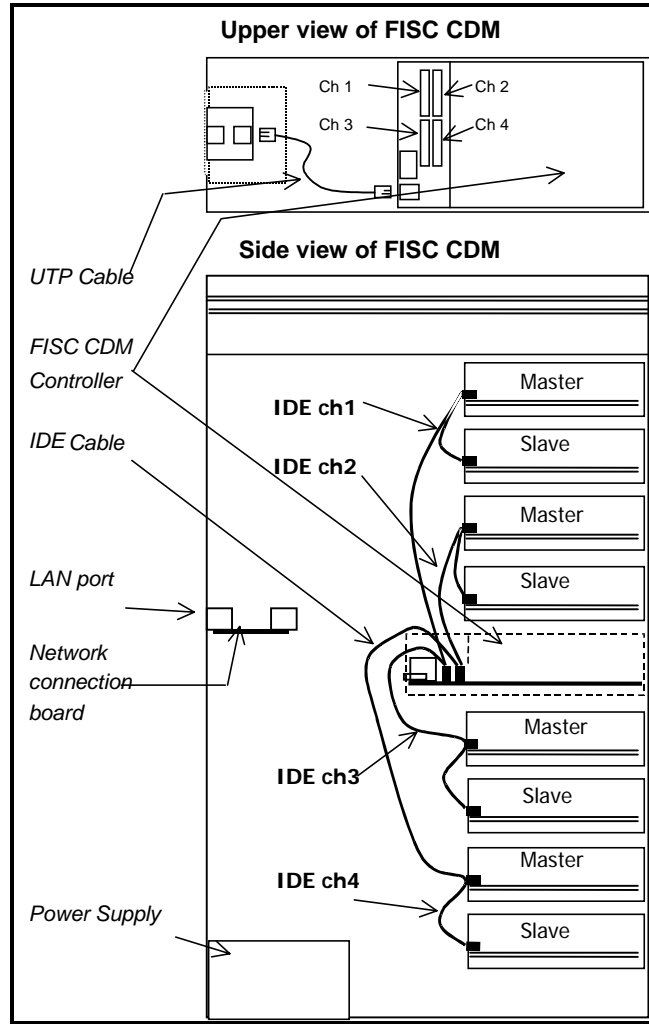 Upper view of FISC CDM
Ch 1
Ch 2
Ch 3
Ch 4
Side view of FISC CDM
UTP Cable
FISC CDM
Controller
IDE Cable
LAN port
Network
connection
board
Power Supply
IDE ch1
IDE ch2
IDE ch3
IDE ch4
Master
Slave
Master
Slave
Master
Slave
Master
Slave